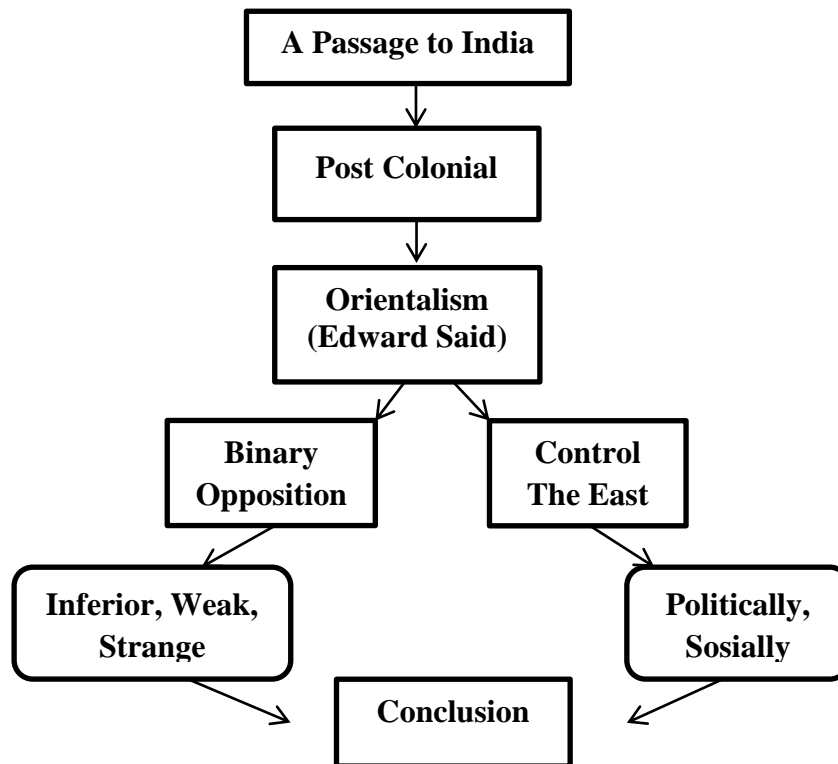 A Passage to India
Post Colonial
Orientalism
(Edward Said)
Binary
Opposition
Control
The East
Inferior, Weak,
Strange
Politically,
Sosially
Conclusion